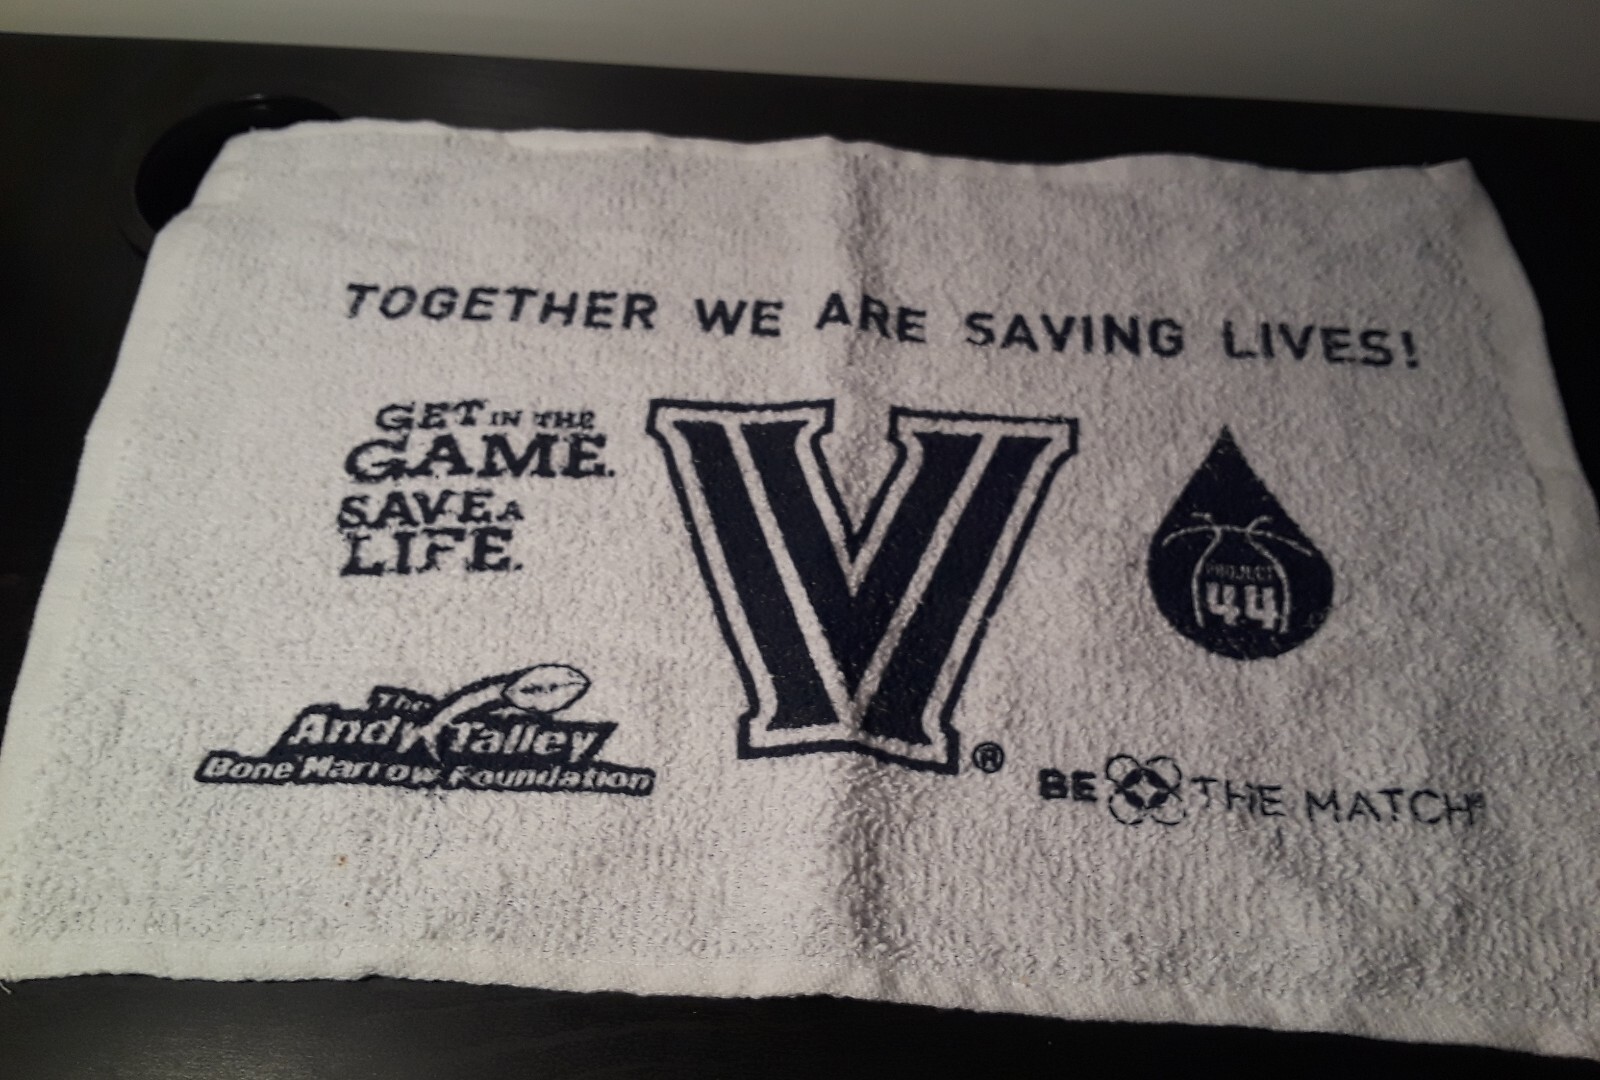 TOGETHER WE ARE SAVING LIVES!
GET IN THE
GAME.
SAVE A
LIFE.
V
®
PROJECT
44
The
Andy Talley
Bone Marrow Foundation
BE THE MATCH®